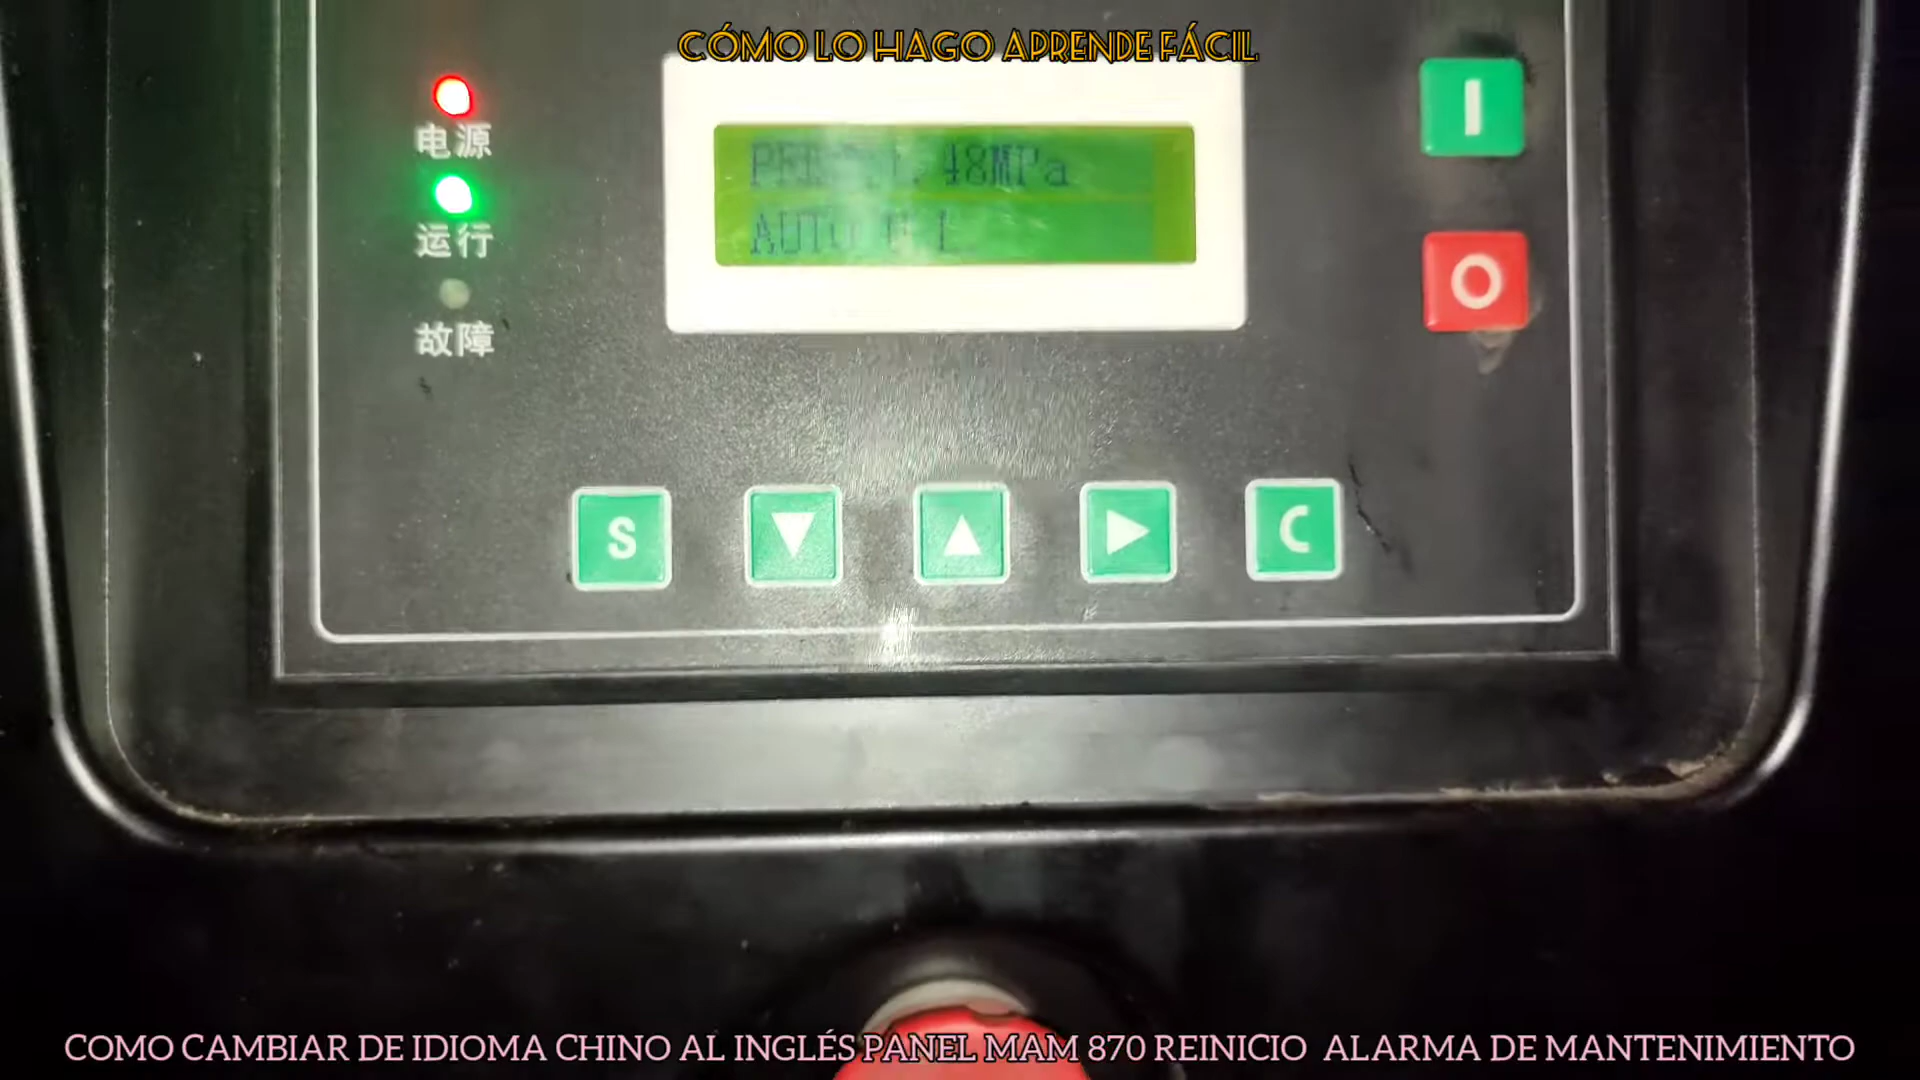 CÓMO LO HAGO APRENDE FÁCIL
电源
运行
故障
48MPa
AUTO
I
O
S
C
COMO CAMBIAR DE IDIOMA CHINO AL INGLÉS PANEL MAM 870 REINICIO ALARMA DE MANTENIMIENTO